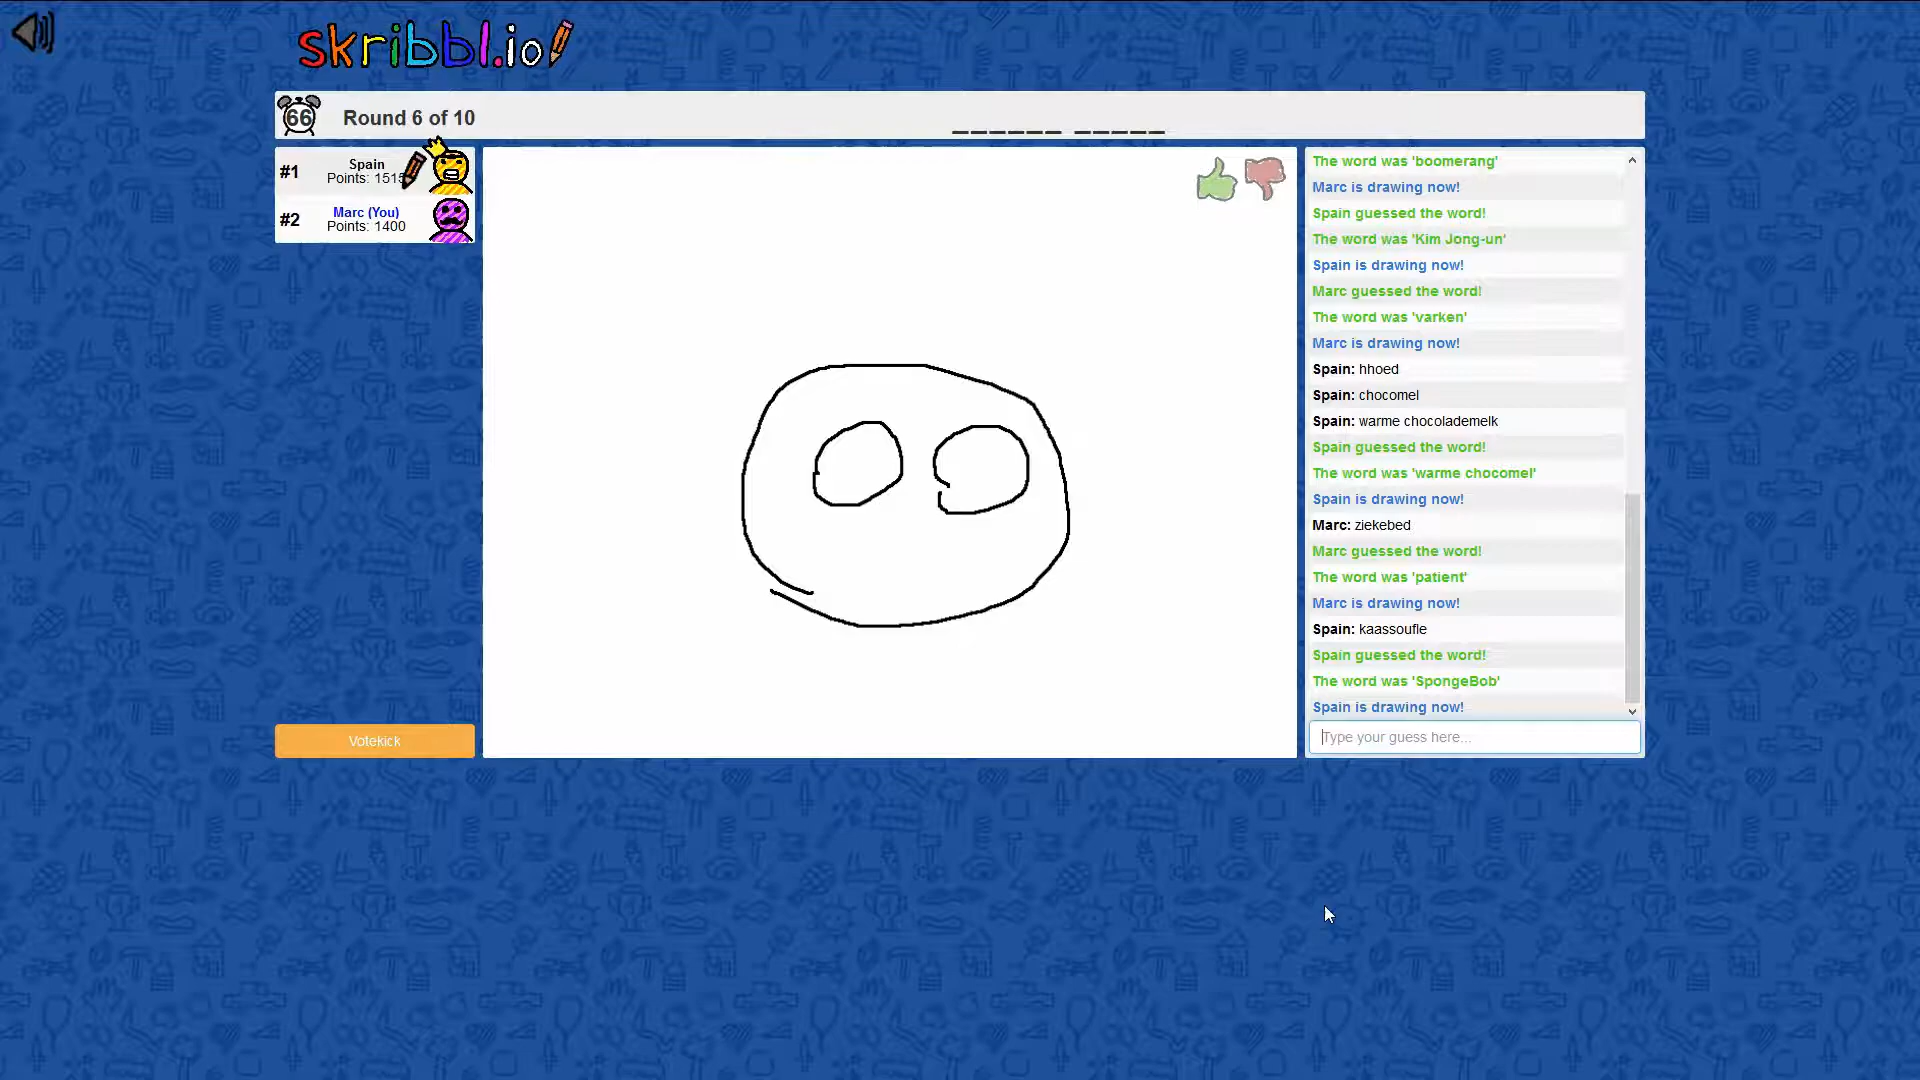 skribbl.io
66
Round 6 of 10
______ _____
#1
Spain
Points: 1515
#2
Marc (You)
Points: 1400
Votekick
The word was 'boomerang'
Marc is drawing now!
Spain guessed the word!
The word was 'Kim Jong-un'
Spain is drawing now!
Marc guessed the word!
The word was 'varken'
Marc is drawing now!
Spain: hhoed
Spain: chocomel
Spain: warme chocolademelk
Spain guessed the word!
The word was 'warme chocomel'
Spain is drawing now!
Marc: ziekebed
Marc guessed the word!
The word was 'patient'
Marc is drawing now!
Spain: kaassoufle
Spain guessed the word!
The word was 'SpongeBob'
Spain is drawing now!
Type your guess here...